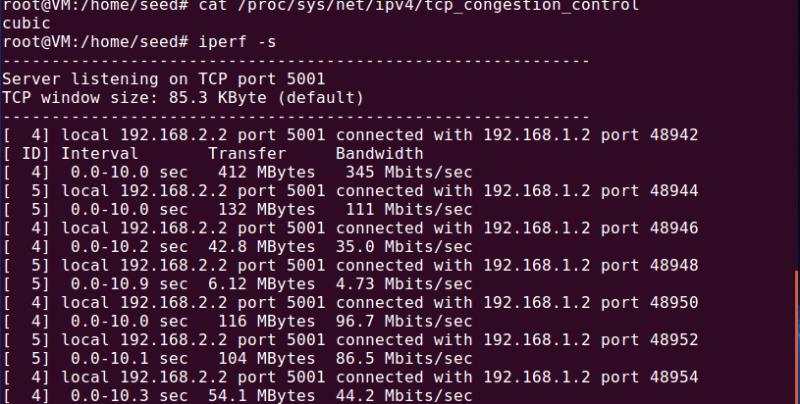 root@VM:/home/seed# cat /proc/sys/net/ipv4/tcp_congestion_control
cubic
root@VM:/home/seed# iperf -s
------------------------------------------------------------
Server listening on TCP port 5001
TCP window size: 85.3 KByte (default)
------------------------------------------------------------
[  4] local 192.168.2.2 port 5001 connected with 192.168.1.2 port 48942
[ ID] Interval       Transfer     Bandwidth
[  4]  0.0-10.0 sec   412 MBytes   345 Mbits/sec
[  5] local 192.168.2.2 port 5001 connected with 192.168.1.2 port 48944
[  5]  0.0-10.0 sec   132 MBytes   111 Mbits/sec
[  4] local 192.168.2.2 port 5001 connected with 192.168.1.2 port 48946
[  4]  0.0-10.2 sec  42.8 MBytes  35.0 Mbits/sec
[  5] local 192.168.2.2 port 5001 connected with 192.168.1.2 port 48948
[  5]  0.0-10.9 sec  6.12 MBytes  4.73 Mbits/sec
[  4] local 192.168.2.2 port 5001 connected with 192.168.1.2 port 48950
[  4]  0.0-10.0 sec   116 MBytes  96.7 Mbits/sec
[  5] local 192.168.2.2 port 5001 connected with 192.168.1.2 port 48952
[  5]  0.0-10.1 sec   104 MBytes  86.5 Mbits/sec
[  4] local 192.168.2.2 port 5001 connected with 192.168.1.2 port 48954
[  4]  0.0-10.3 sec  54.1 MBytes  44.2 Mbits/sec